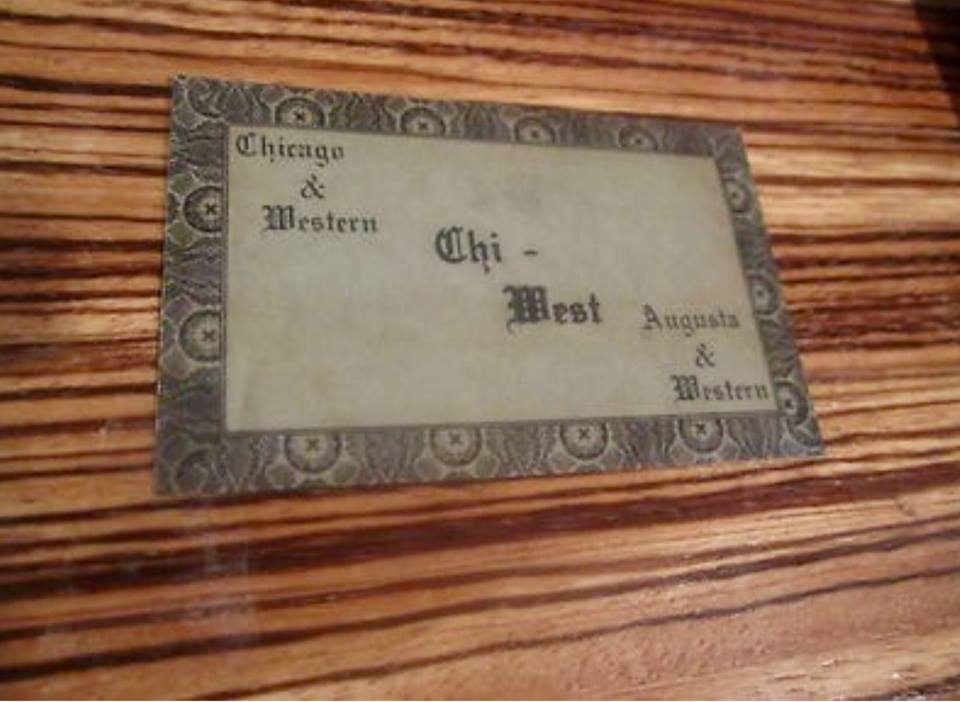 Chicago
&
Western
Chi -
West
Augusta
&
Western